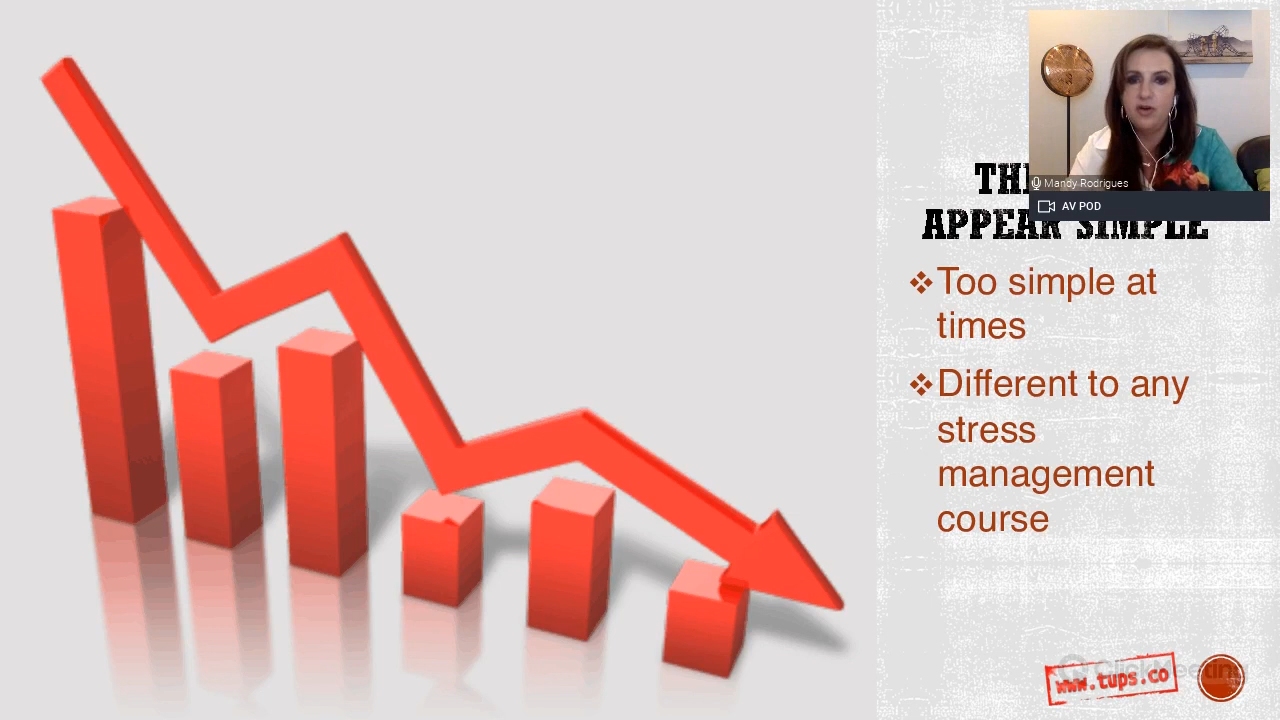 Mandy Rodrigues
AV POD
APPEAR SIMPLE
❖Too simple at
times
❖Different to any
stress
management
course
ClickMeeting
www.tups.co